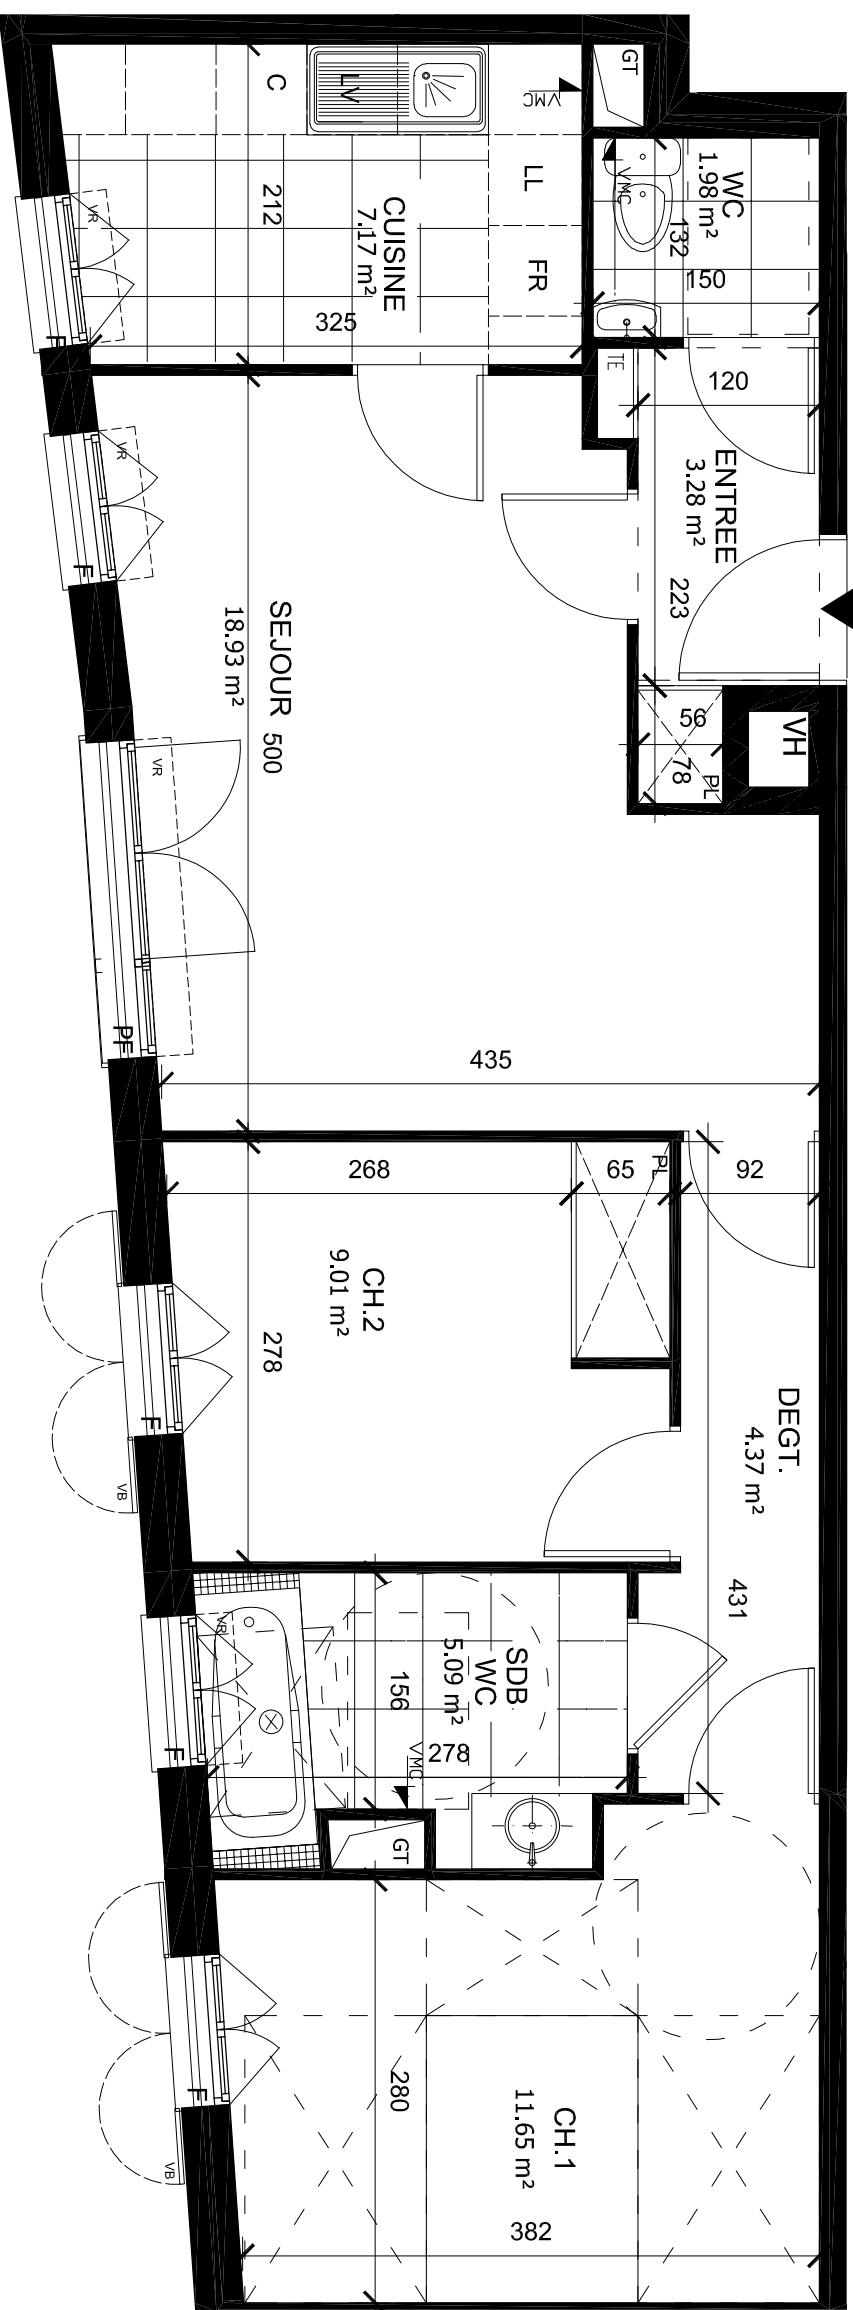 GT
C
LV
VMC
WC
1.98 m²
VMC
132
150
LL
FR
212
CUISINE
7.17 m²
325
VR
F
TE
120
ENTREE
3.28 m²
223
VR
F
SEJOUR
18.93 m²
500
56
78
PL
VH
VR
PF
435
268
65
PL
92
CH.2
9.01 m²
278
DEGT.
4.37 m²
431
F
VB
VR
SDB
WC
5.09 m²
156
278
VMC
F
GT
280
CH.1
11.65 m²
382
F
VB